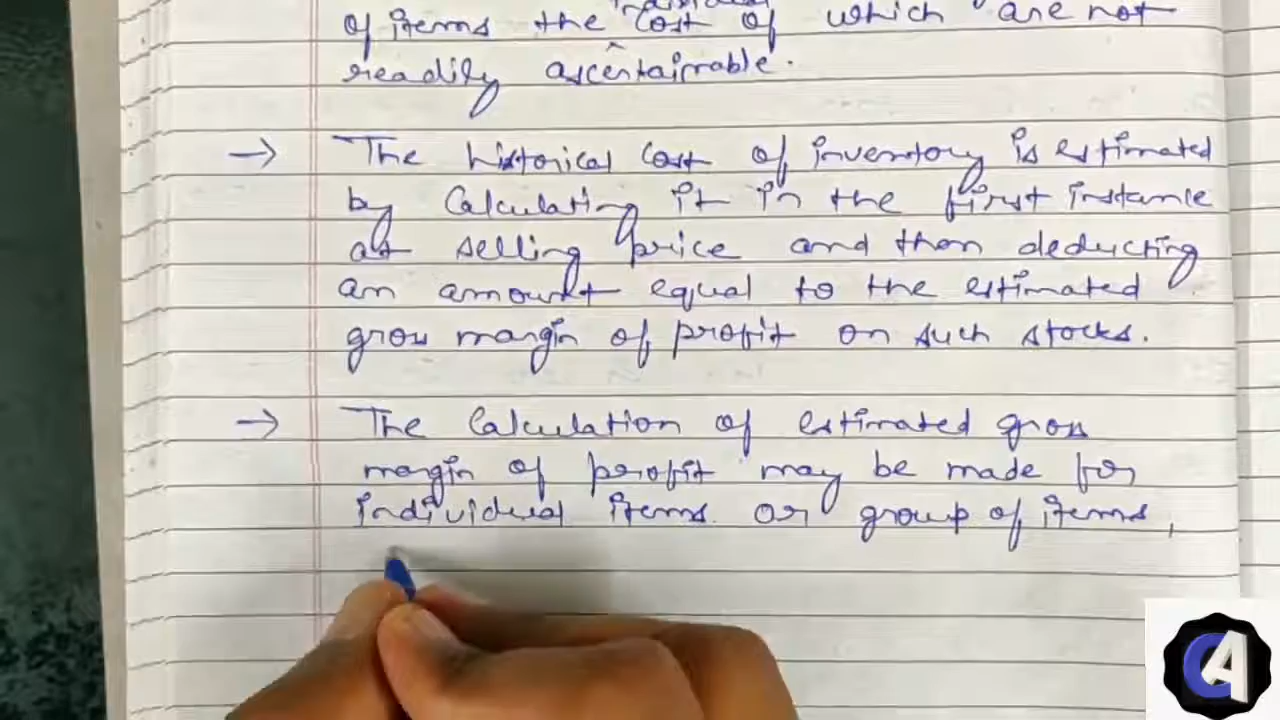 individual
of items the cost of which are not
readily ascertainable.
→ The historical cost of inventory is estimated
by calculating it in the first instance
at selling price and then deducting
an amount equal to the estimated
gross margin of profit on such stocks.
→ The calculation of estimated gross
margin of profit may be made for
individual items or group of items,
CA